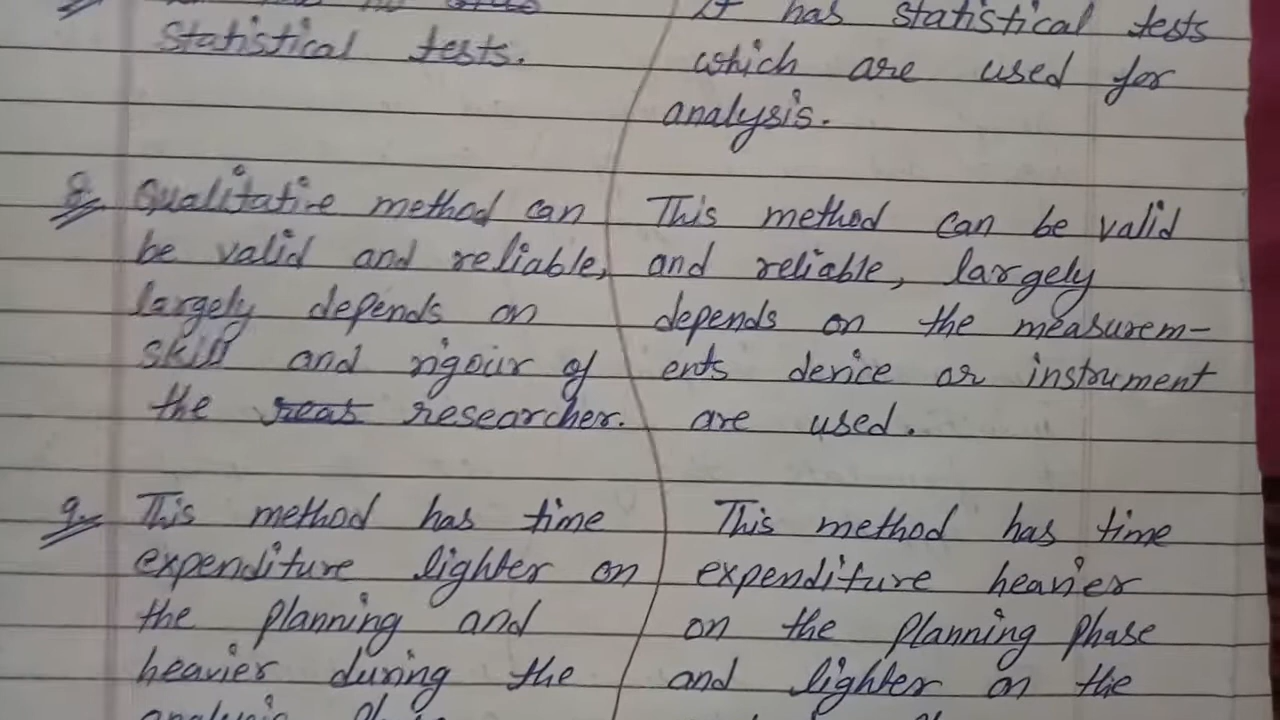 Statistical tests.
8. Qualitative method can
be valid and reliable,
largely depends on
skill and rigour of
the researcher.
9. This method has time
expenditure lighter on
the planning and
heavier during the
It has statistical tests
which are used for
analysis.
This method can be valid
and reliable, largely
depends on the measurem-
ents device or instrument
are used.
This method has time
expenditure heavier
on the planning phase
and lighter on the